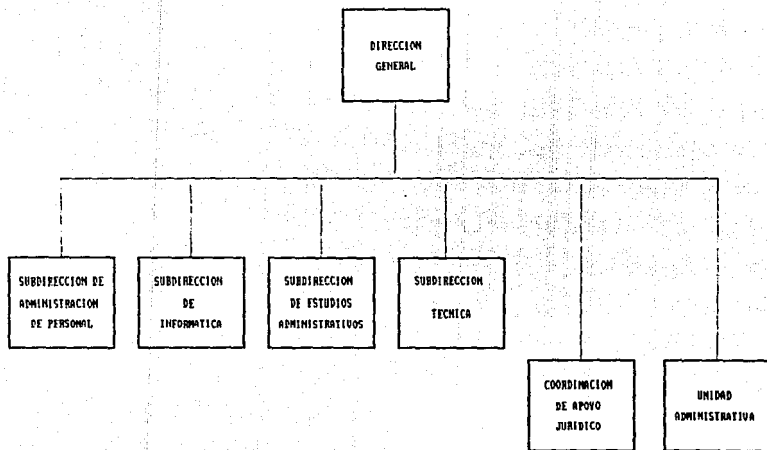 DIRECCION
GENERAL
SUBDIRECCION DE
ADMINISTRACION
DE PERSONAL
SUBDIRECCION
DE
INFORMATICA
SUBDIRECCION
DE ESTUDIOS
ADMINISTRATIVOS
SUBDIRECCION
TECNICA
COORDINACION
DE APOYO
JURIDICO
UNIDAD
ADMINISTRATIVA